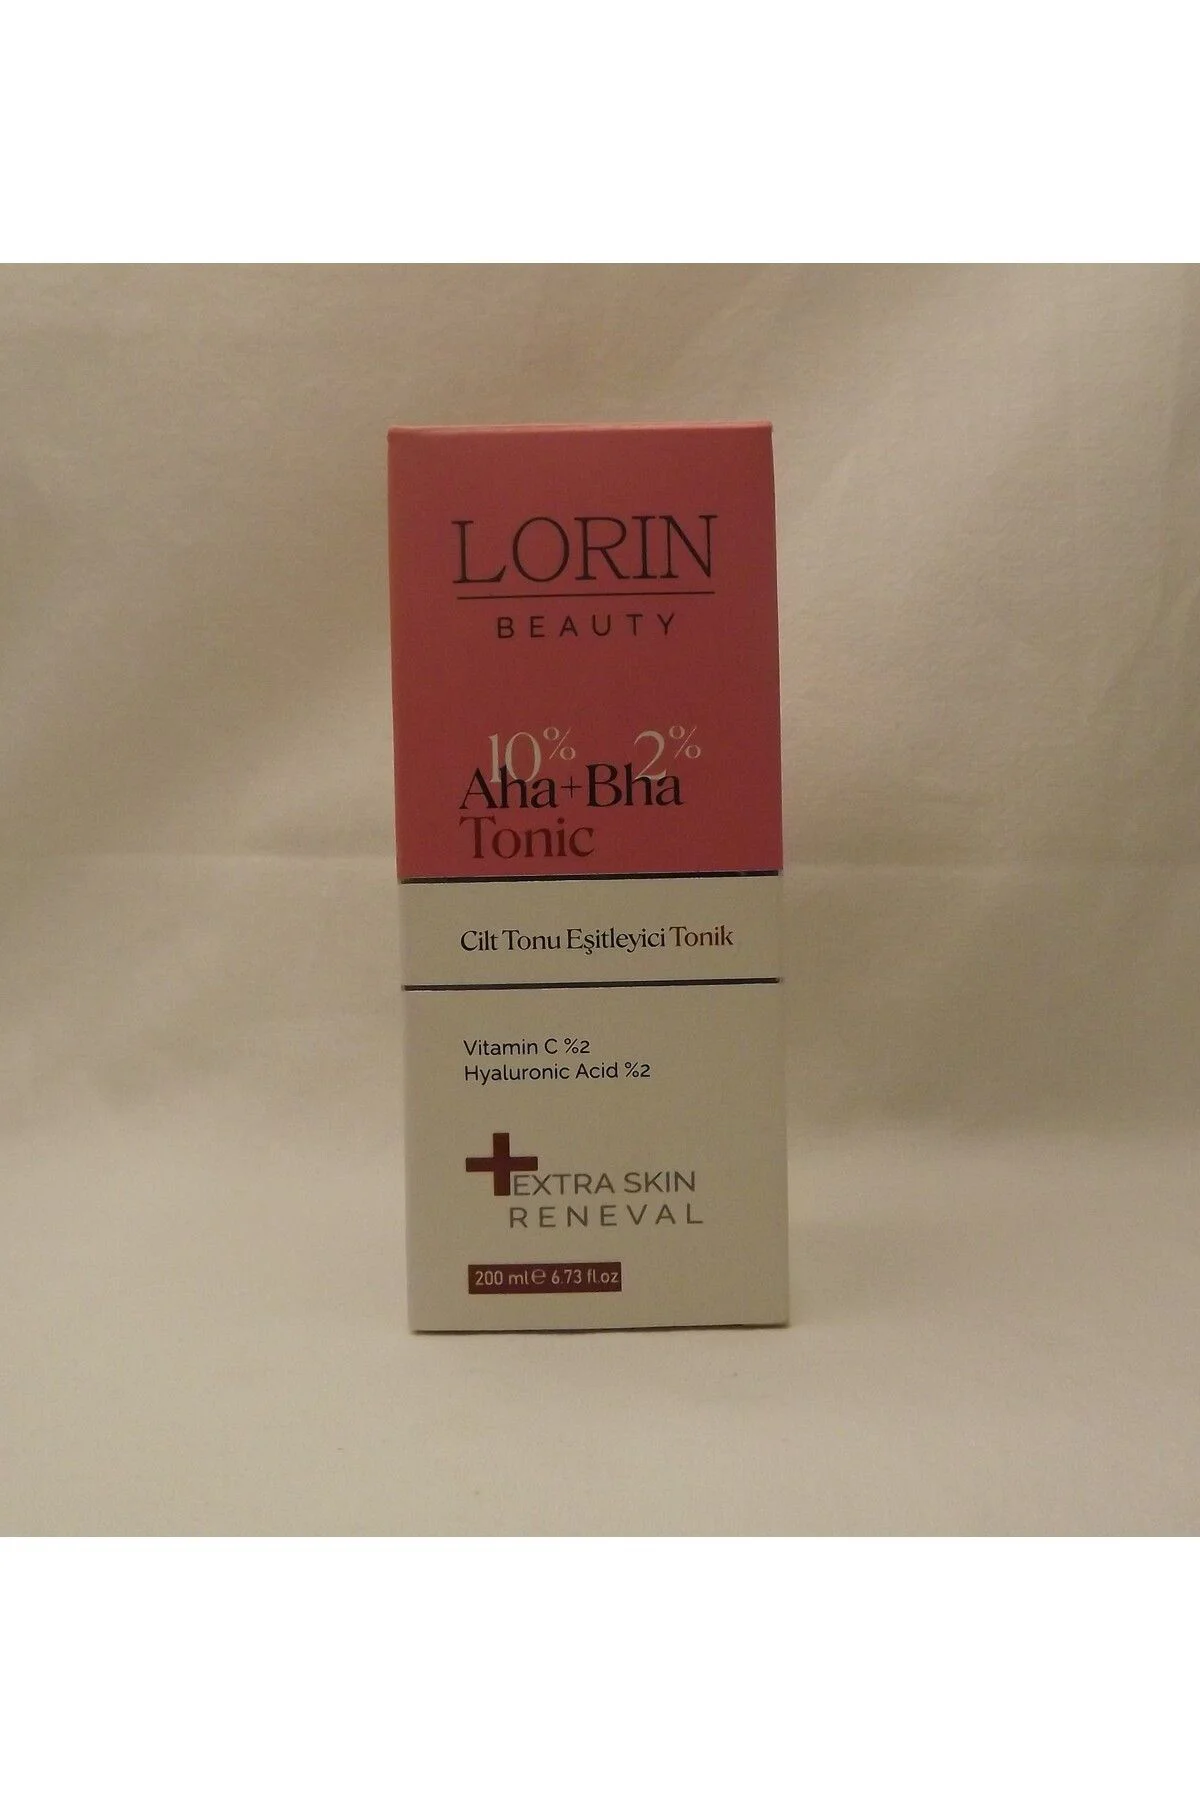 LORIN
BEAUTY
10% 2%
Aha+Bha
Tonic
Cilt Tonu Eşitleyici Tonik
Vitamin C %2
Hyaluronic Acid %2
EXTRA SKIN
RENEVAL
200 ml ℮ 6.73 fl.oz